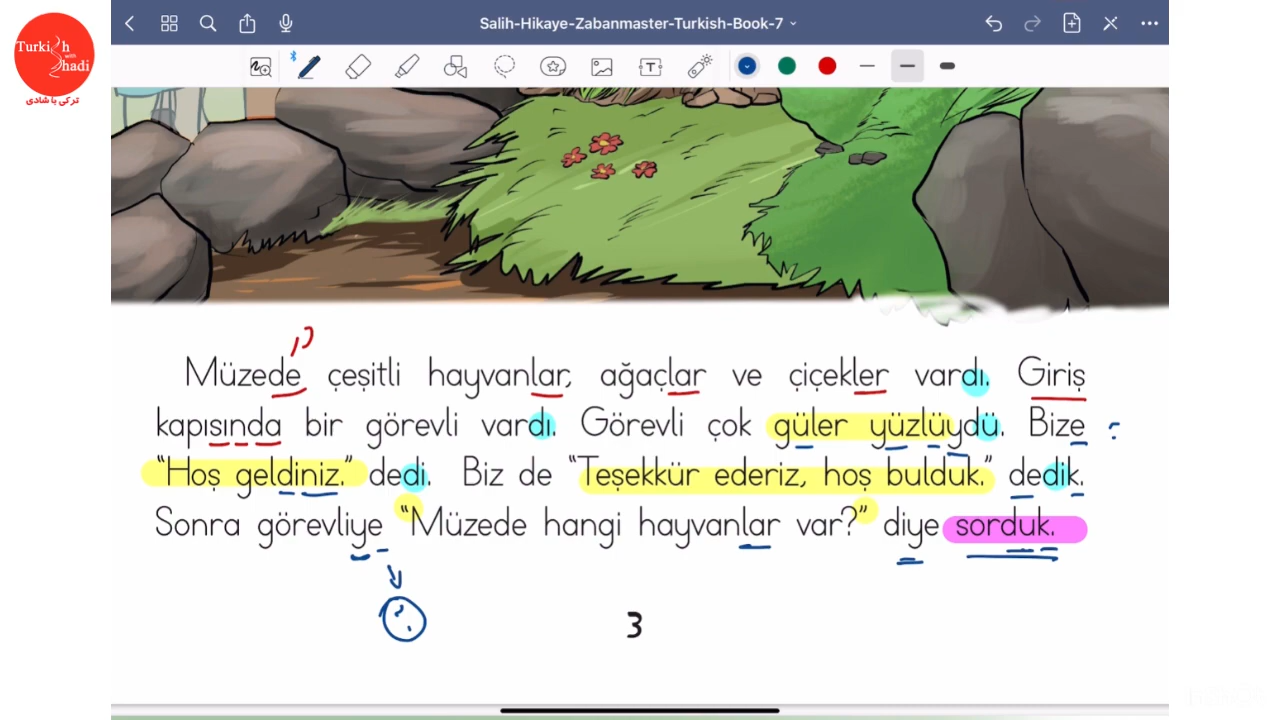 Turkish
with
Shadi
ترکی با شادی
Salih-Hikaye-Zabanmaster-Turkish-Book-7
Müzede çeşitli hayvanlar, ağaçlar ve çiçekler vardı. Giriş
kapısında bir görevli vardı. Görevli çok güler yüzlüydü. Bize
“Hoş geldiniz.” dedi. Biz de “Teşekkür ederiz, hoş bulduk.” dedik.
Sonra görevliye “Müzede hangi hayvanlar var?” diye sorduk.
3